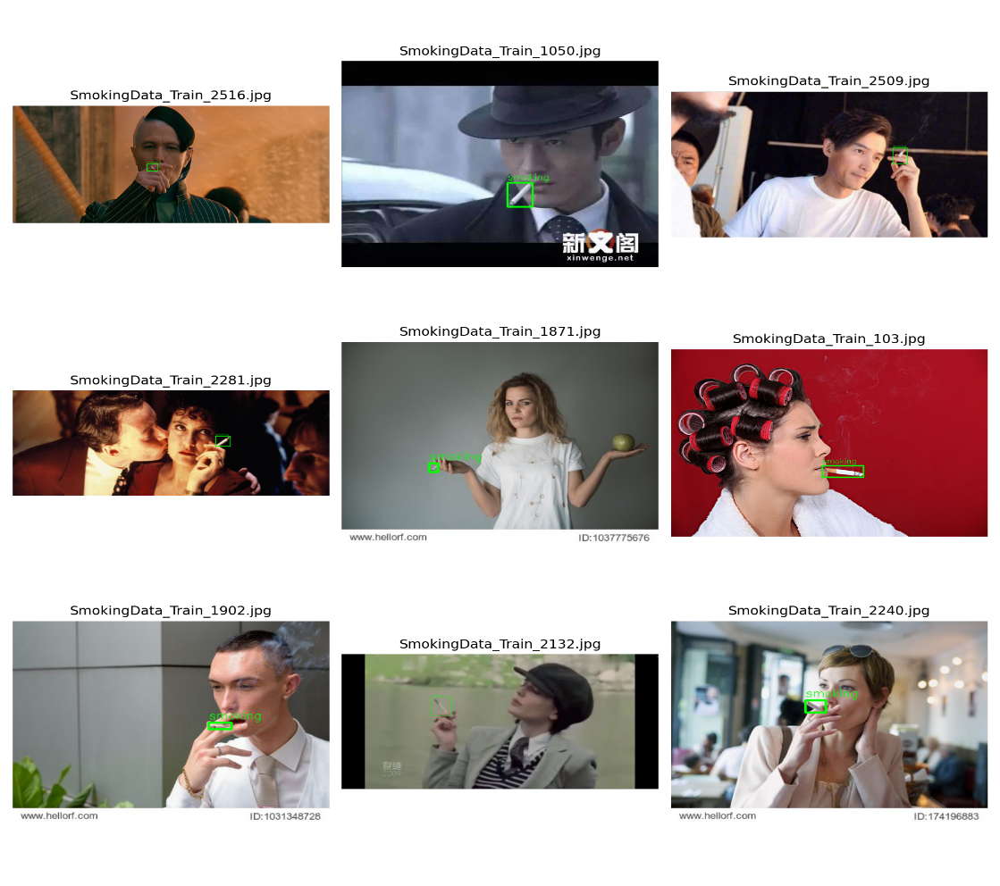 SmokingData_Train_1050.jpg
SmokingData_Train_2516.jpg
SmokingData_Train_2509.jpg
smoking
新文阁
xinwenge.net
SmokingData_Train_2281.jpg
SmokingData_Train_1871.jpg
SmokingData_Train_103.jpg
smoking
smoking
www.hellorf.com
ID:1037775676
SmokingData_Train_1902.jpg
SmokingData_Train_2132.jpg
SmokingData_Train_2240.jpg
smoking
smoking
www.hellorf.com
ID:1031348728
www.hellorf.com
ID:174196883